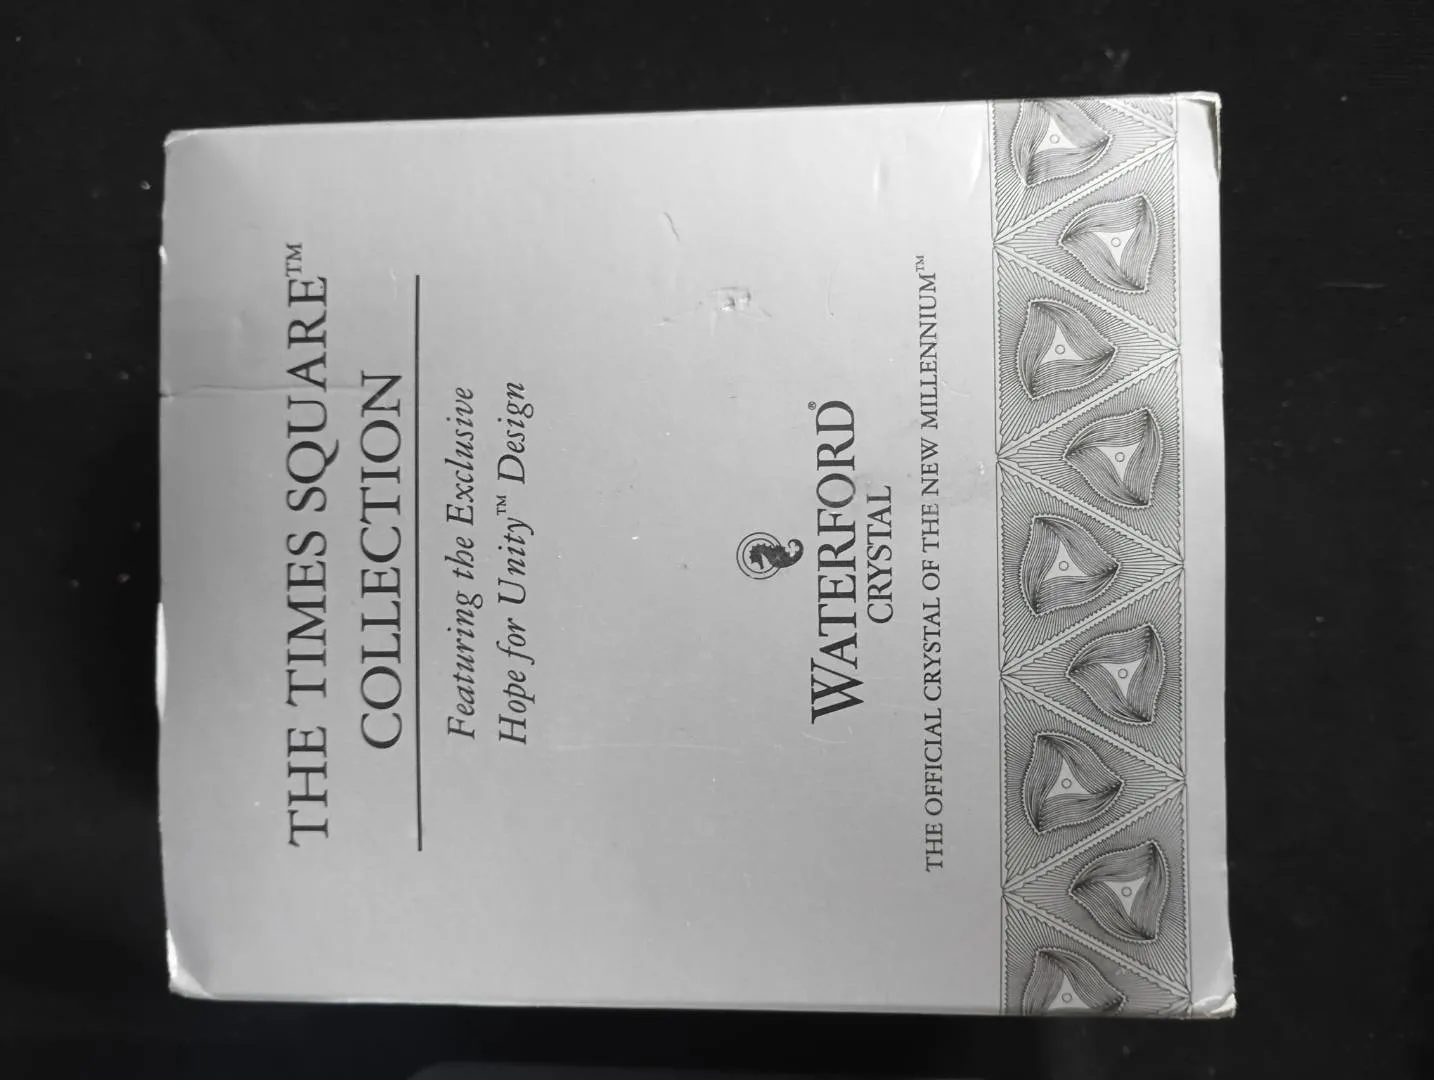 THE TIMES SQUARE™
COLLECTION
Featuring the Exclusive
Hope for Unity™ Design
WATERFORD®
CRYSTAL
THE OFFICIAL CRYSTAL OF THE NEW MILLENNIUM™